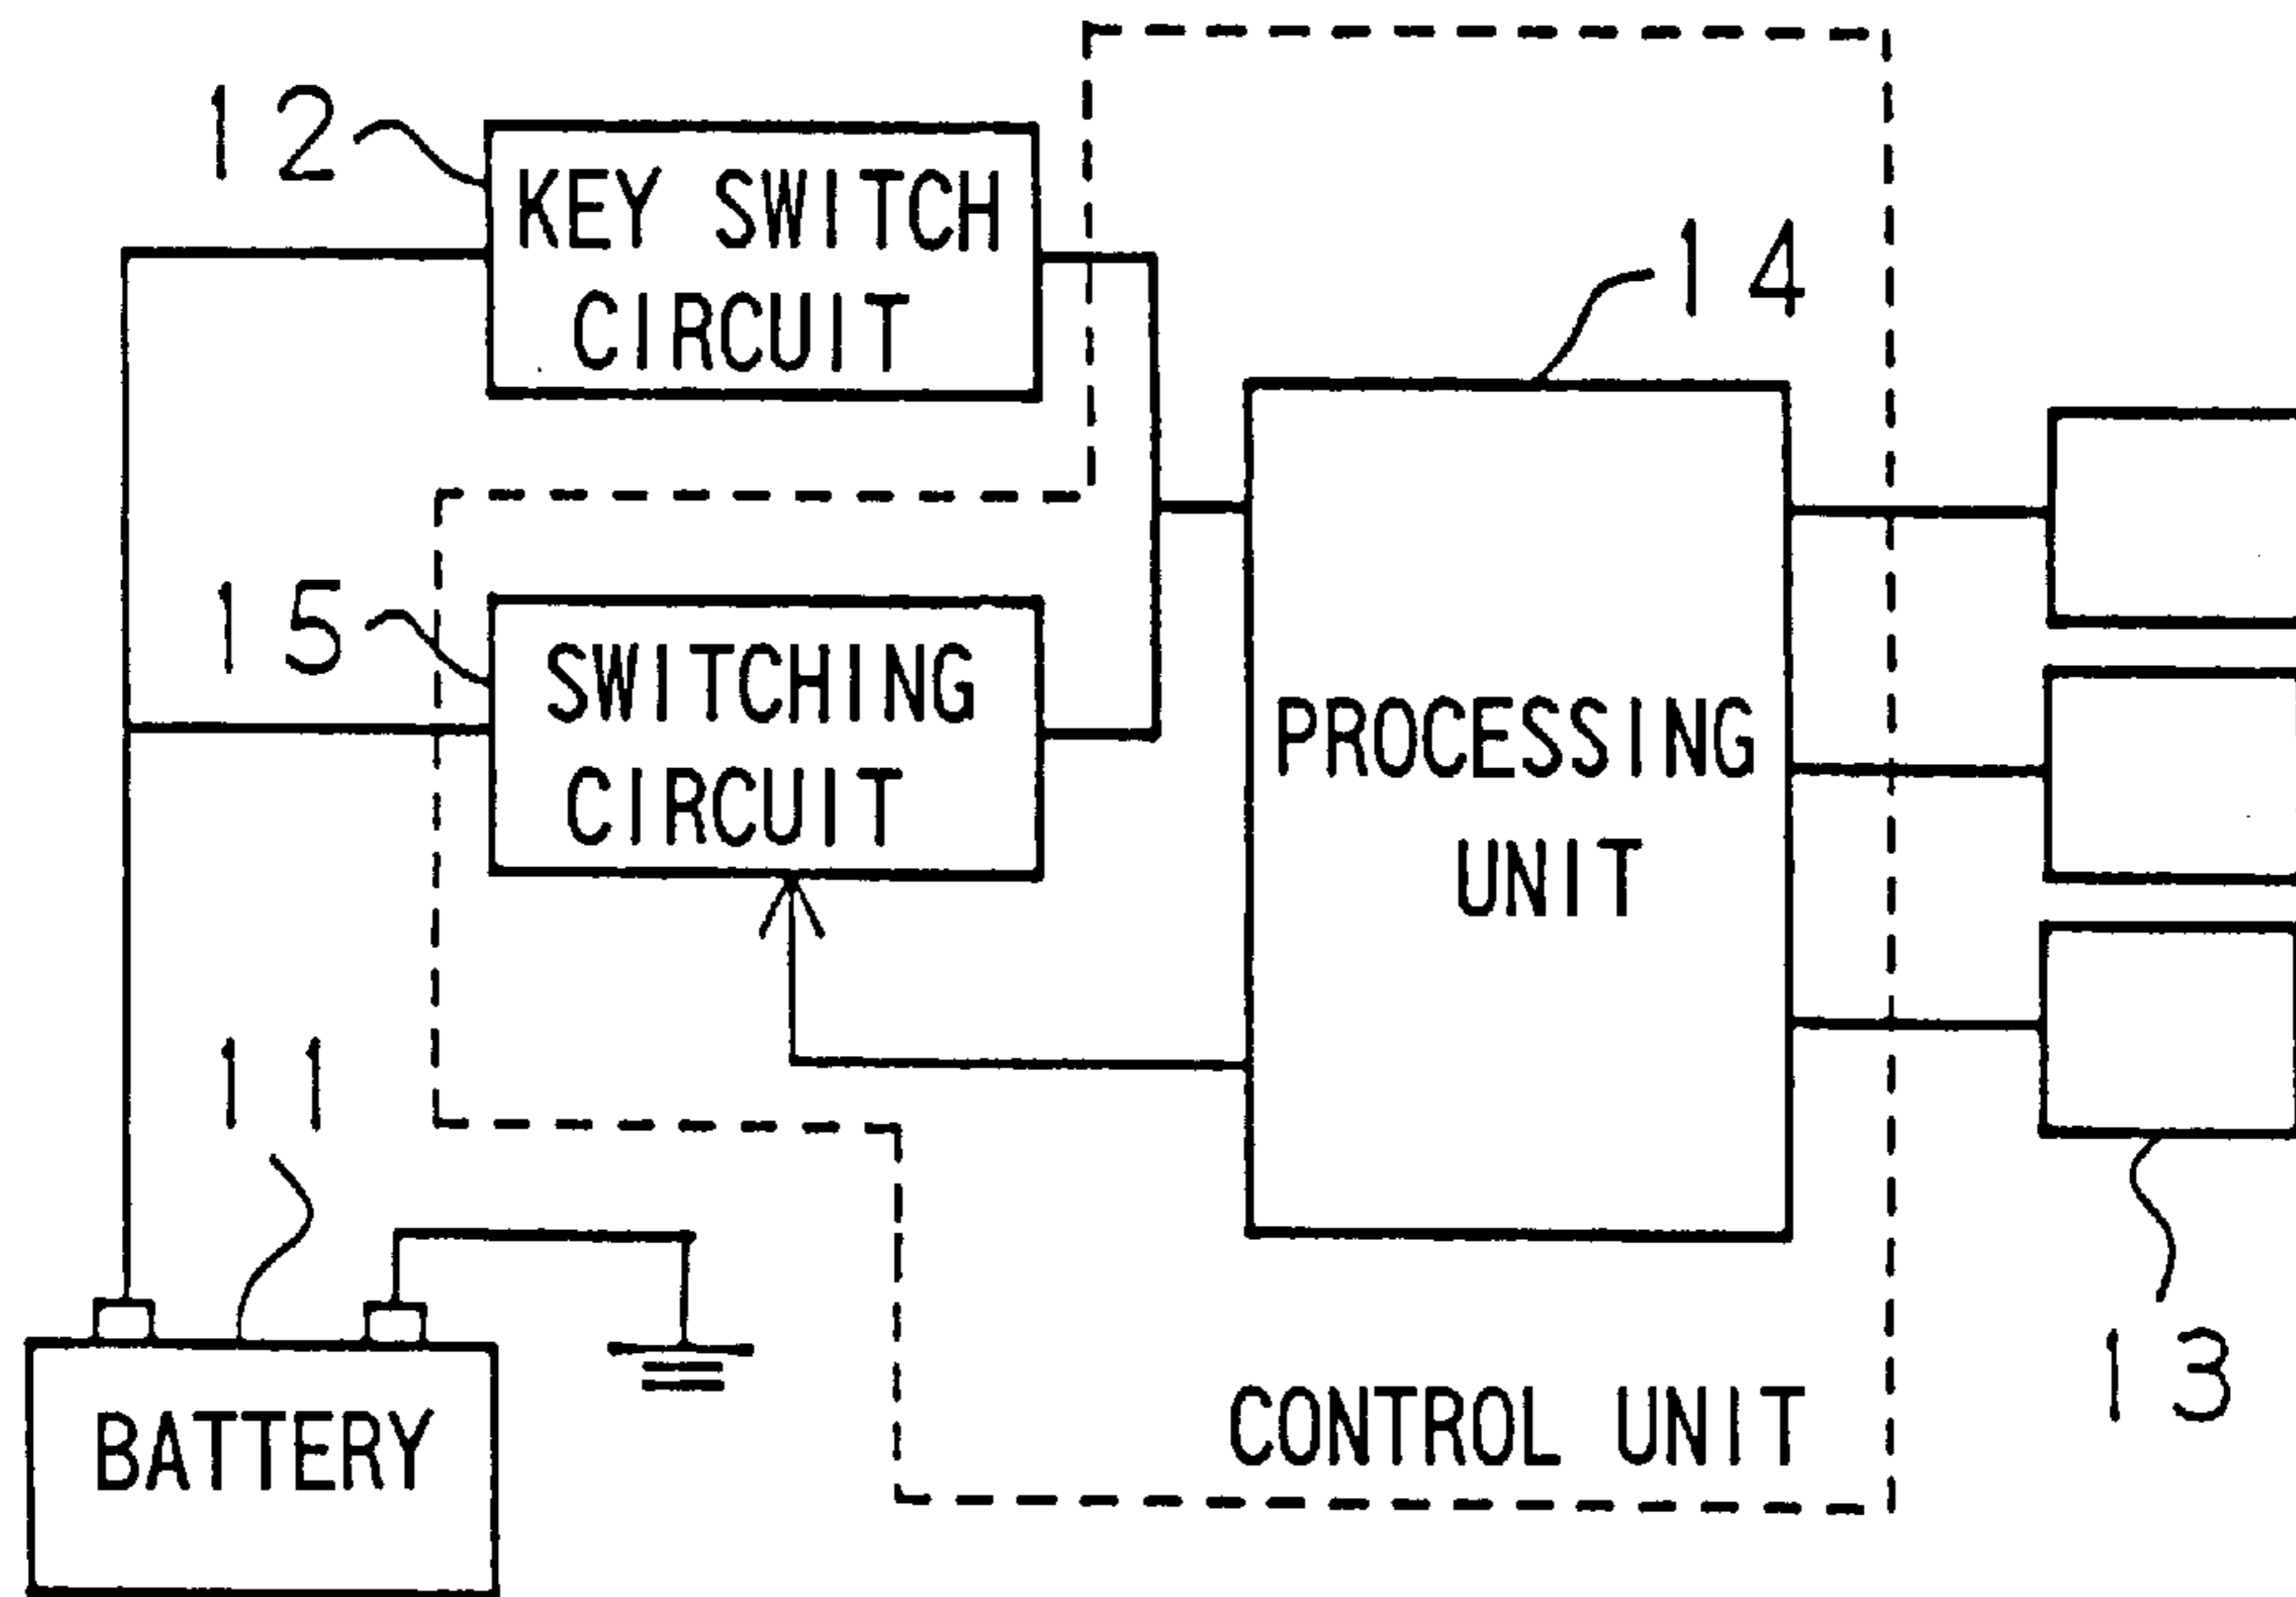 12
KEY SWITCH
CIRCUIT
14
15
SWITCHING
CIRCUIT
PROCESSING
UNIT
11
13
CONTROL UNIT
BATTERY